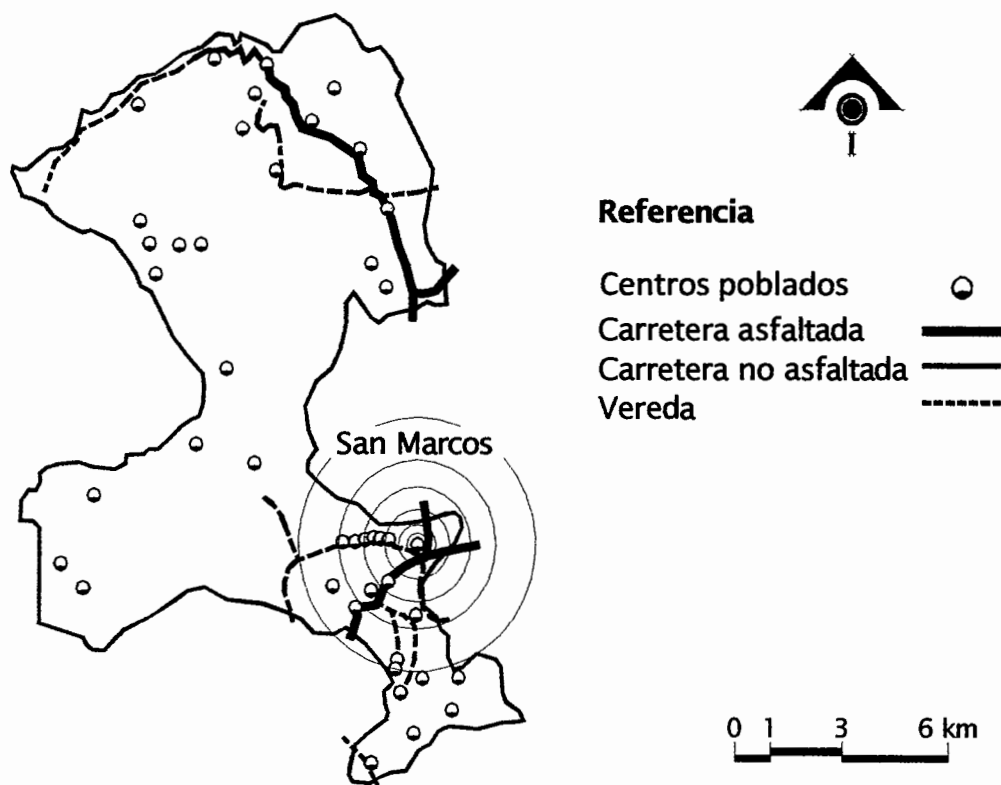 San Marcos
Referencia
Centros poblados
Carretera asfaltada
Carretera no asfaltada
Vereda
0 1 3 6 km